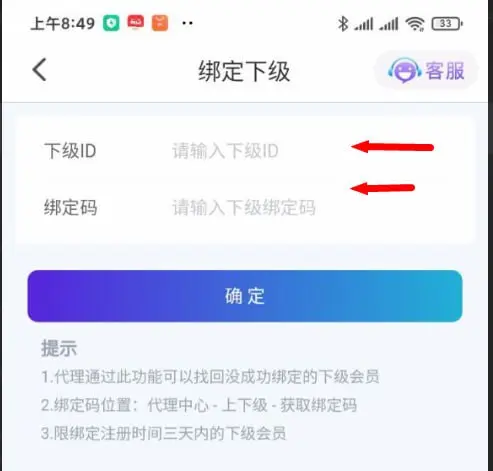 上午8:49
33
绑定下级
客服
下级ID 请输入下级ID
绑定码 请输入下级绑定码
确定
提示
1.代理通过此功能可以找回没成功绑定的下级会员
2.绑定码位置：代理中心 - 上下级 - 获取绑定码
3.限绑定注册时间三天内的下级会员